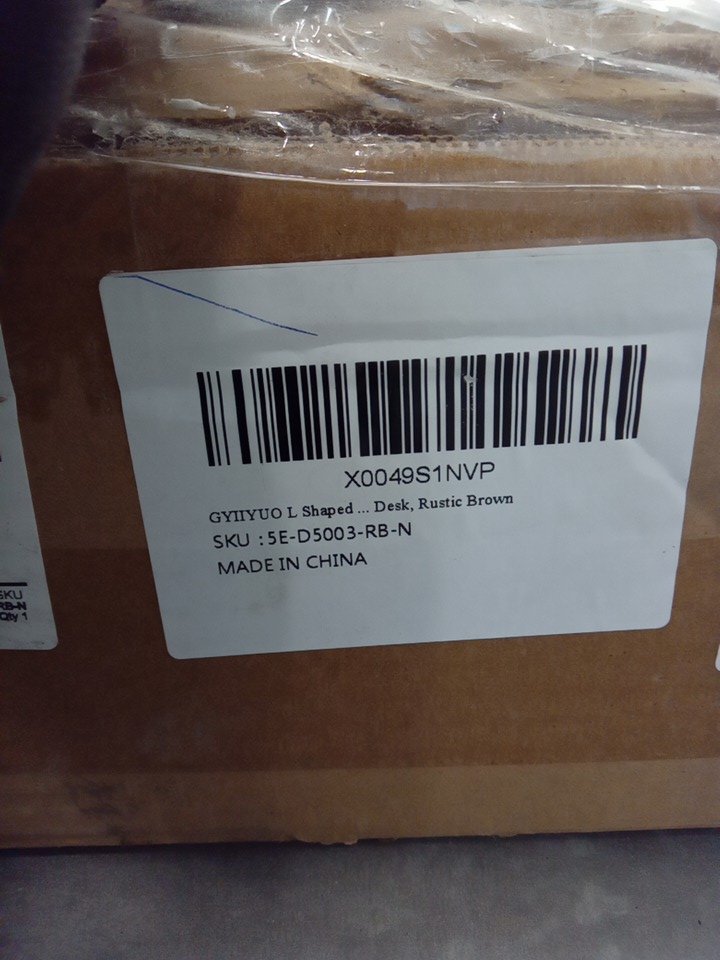 X0049S1NVP
GYIIYUO L Shaped ... Desk, Rustic Brown
SKU : 5E-D5003-RB-N
MADE IN CHINA
SKU
RB-N
Qty 1